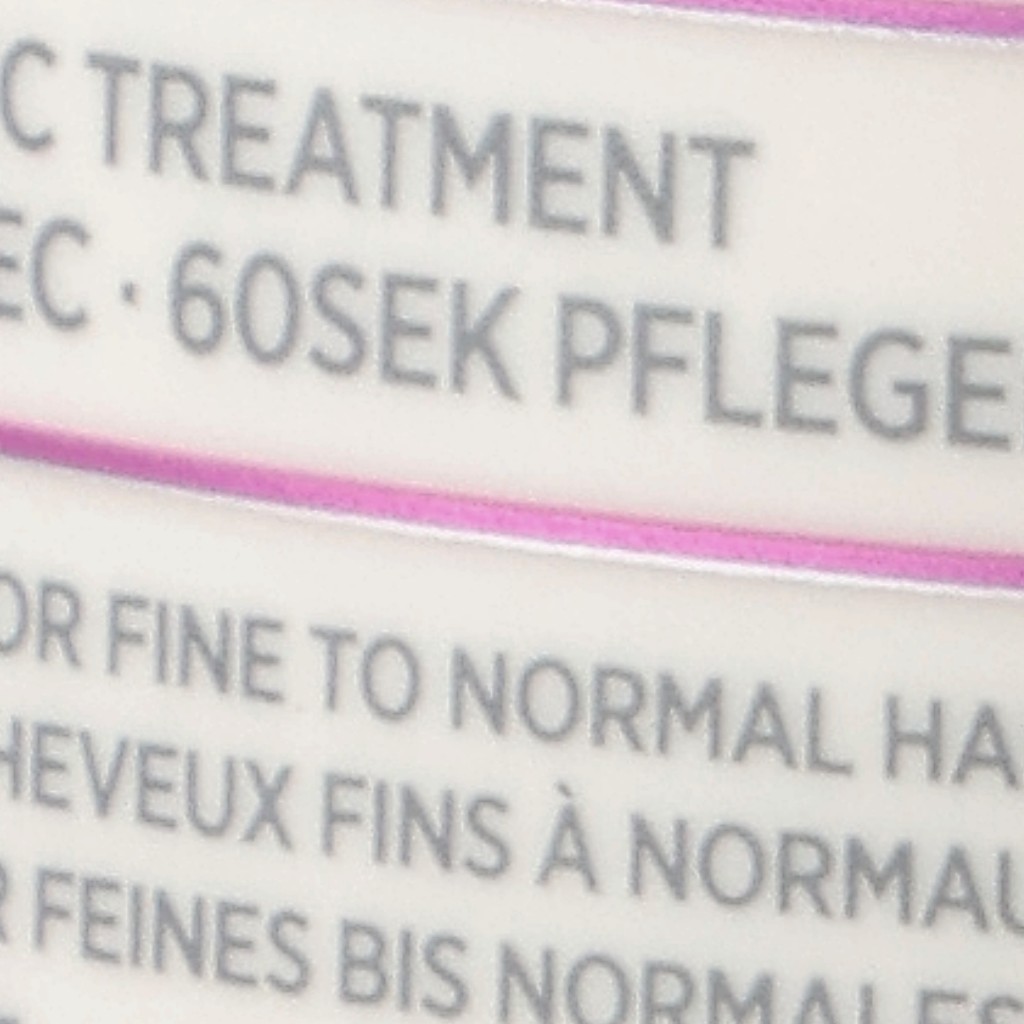 C TREATMENT
EC · 60SEK PFLEGE
OR FINE TO NORMAL HA
HEVEUX FINS À NORMAU
R FEINES BIS NORMALES